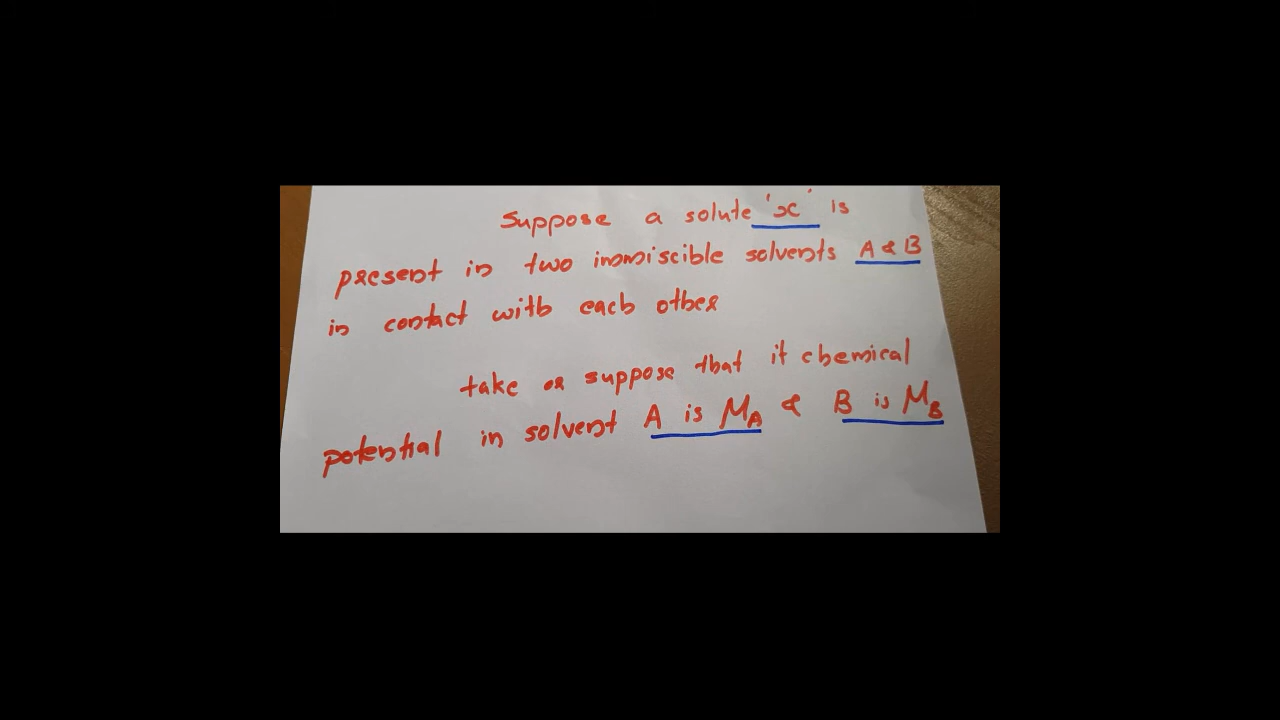 Suppose a solute 'x' is
present in two immiscible solvents A & B
in contact with each other
take or suppose that it chemical
potential in solvent A is MA & B is MB